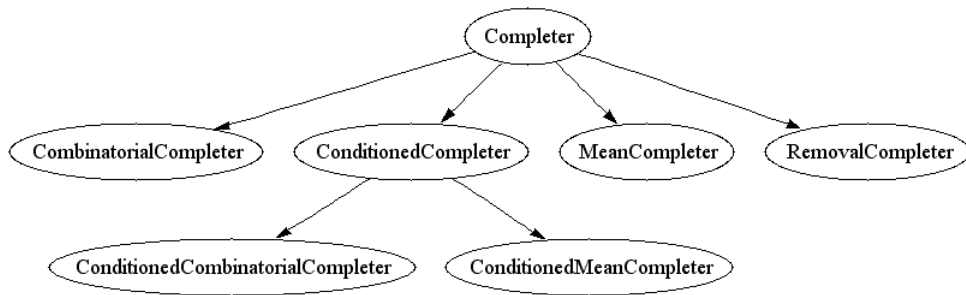 Completer
CombinatorialCompleter
ConditionedCompleter
MeanCompleter
RemovalCompleter
ConditionedCombinatorialCompleter
ConditionedMeanCompleter